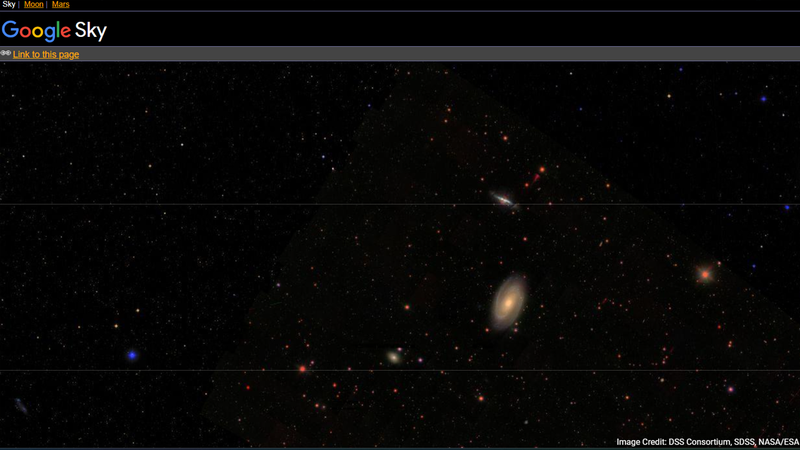 Sky | Moon | Mars
Google Sky
Link to this page
Image Credit: DSS Consortium, SDSS, NASA/ESA